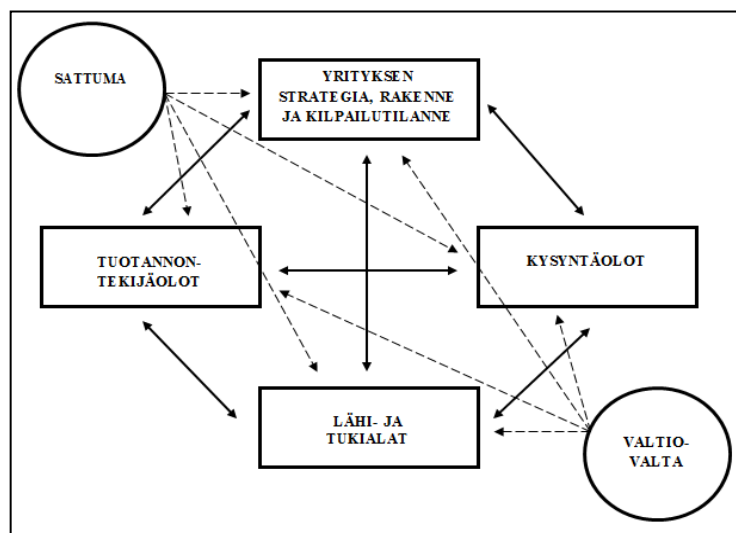 SATTUMA
YRITYKSEN
STRATEGIA, RAKENNE
JA KILPAILUTILANNE
TUOTANNON-
TEKIJÄOLOT
KYSYNTÄOLOT
LÄHI- JA
TUKIALAT
VALTIO-
VALTA